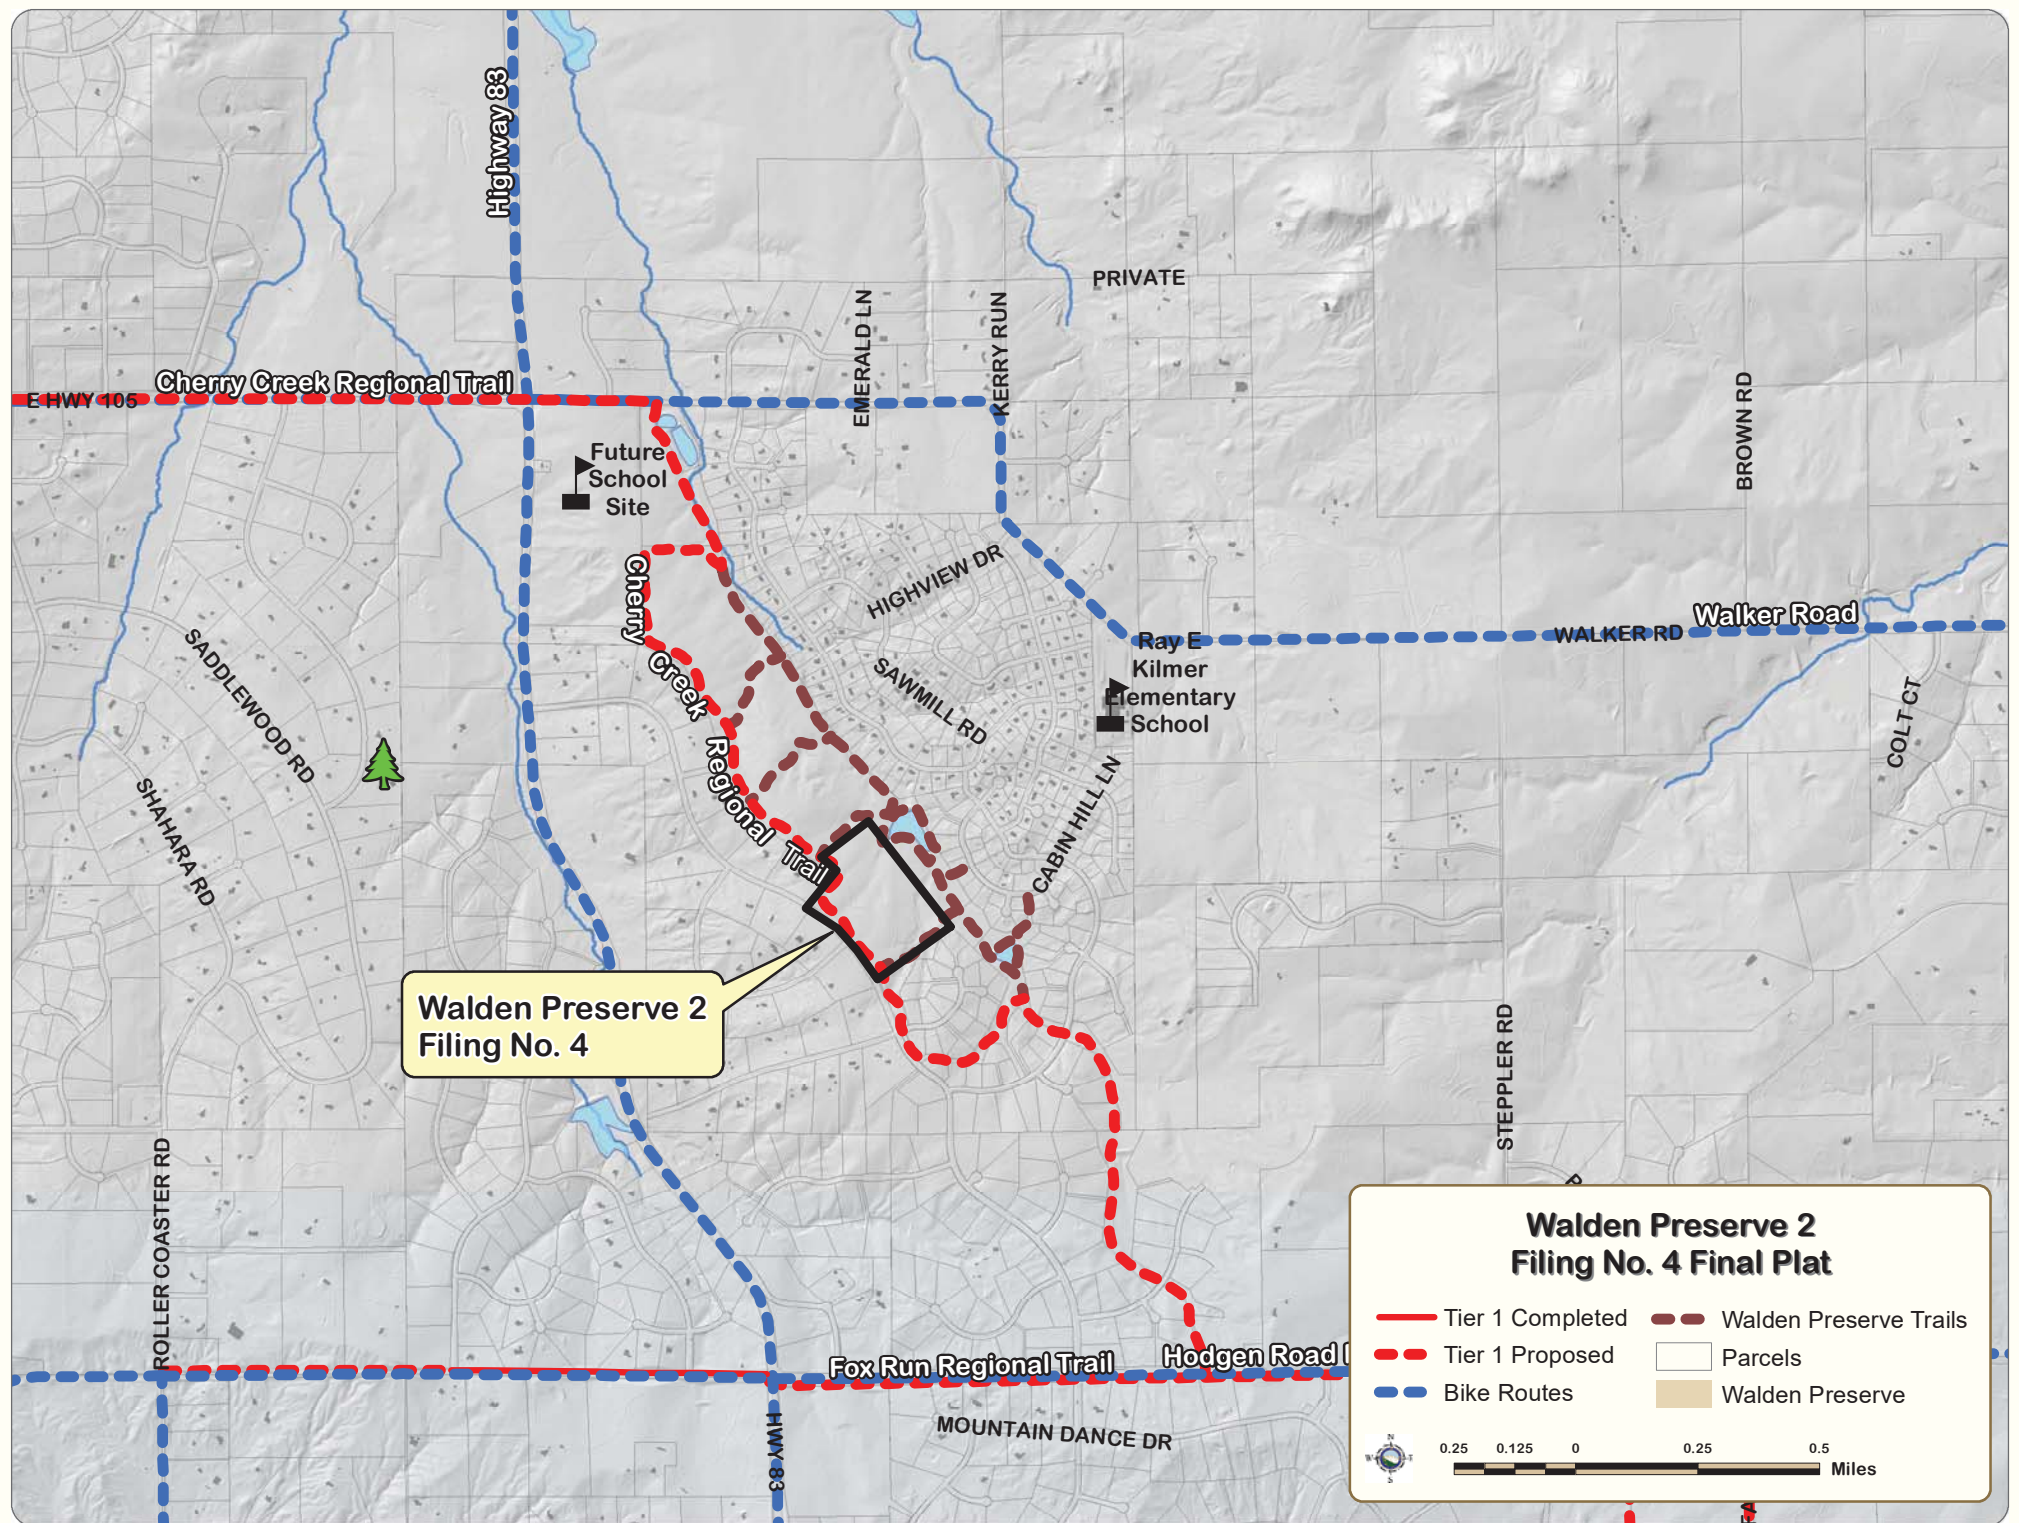 Highway 83
PRIVATE
EMERALD LN
KERRY RUN
BROWN RD
Cherry Creek Regional Trail
E HWY 105
Future
School
Site
HIGHVIEW DR
Cherry
Creek
Regional
Trail
SAWMILL RD
Ray E
Kilmer
Elementary
School
WALKER RD
Walker Road
COLT CT
SADDLEWOOD RD
SHAHARA RD
CABIN HILL LN
Walden Preserve 2
Filing No. 4
STEPPLER RD
ROLLER COASTER RD
Fox Run Regional Trail
Hodgen Road
MOUNTAIN DANCE DR
HWY 83
Walden Preserve 2
Filing No. 4 Final Plat
Tier 1 Completed
Tier 1 Proposed
Bike Routes
Walden Preserve Trails
Parcels
Walden Preserve
N
W
S
0.25 0.125 0 0.25 0.5
Miles